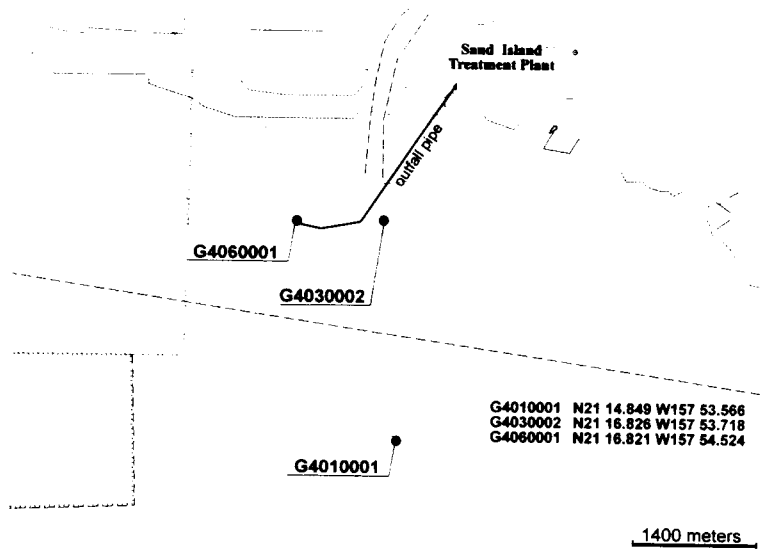 Sand Island
Treatment Plant
outfall pipe
G4060001
G4030002
G4010001 N21 14.849 W157 53.566
G4030002 N21 16.826 W157 53.718
G4060001 N21 16.821 W157 54.524
G4010001
1400 meters